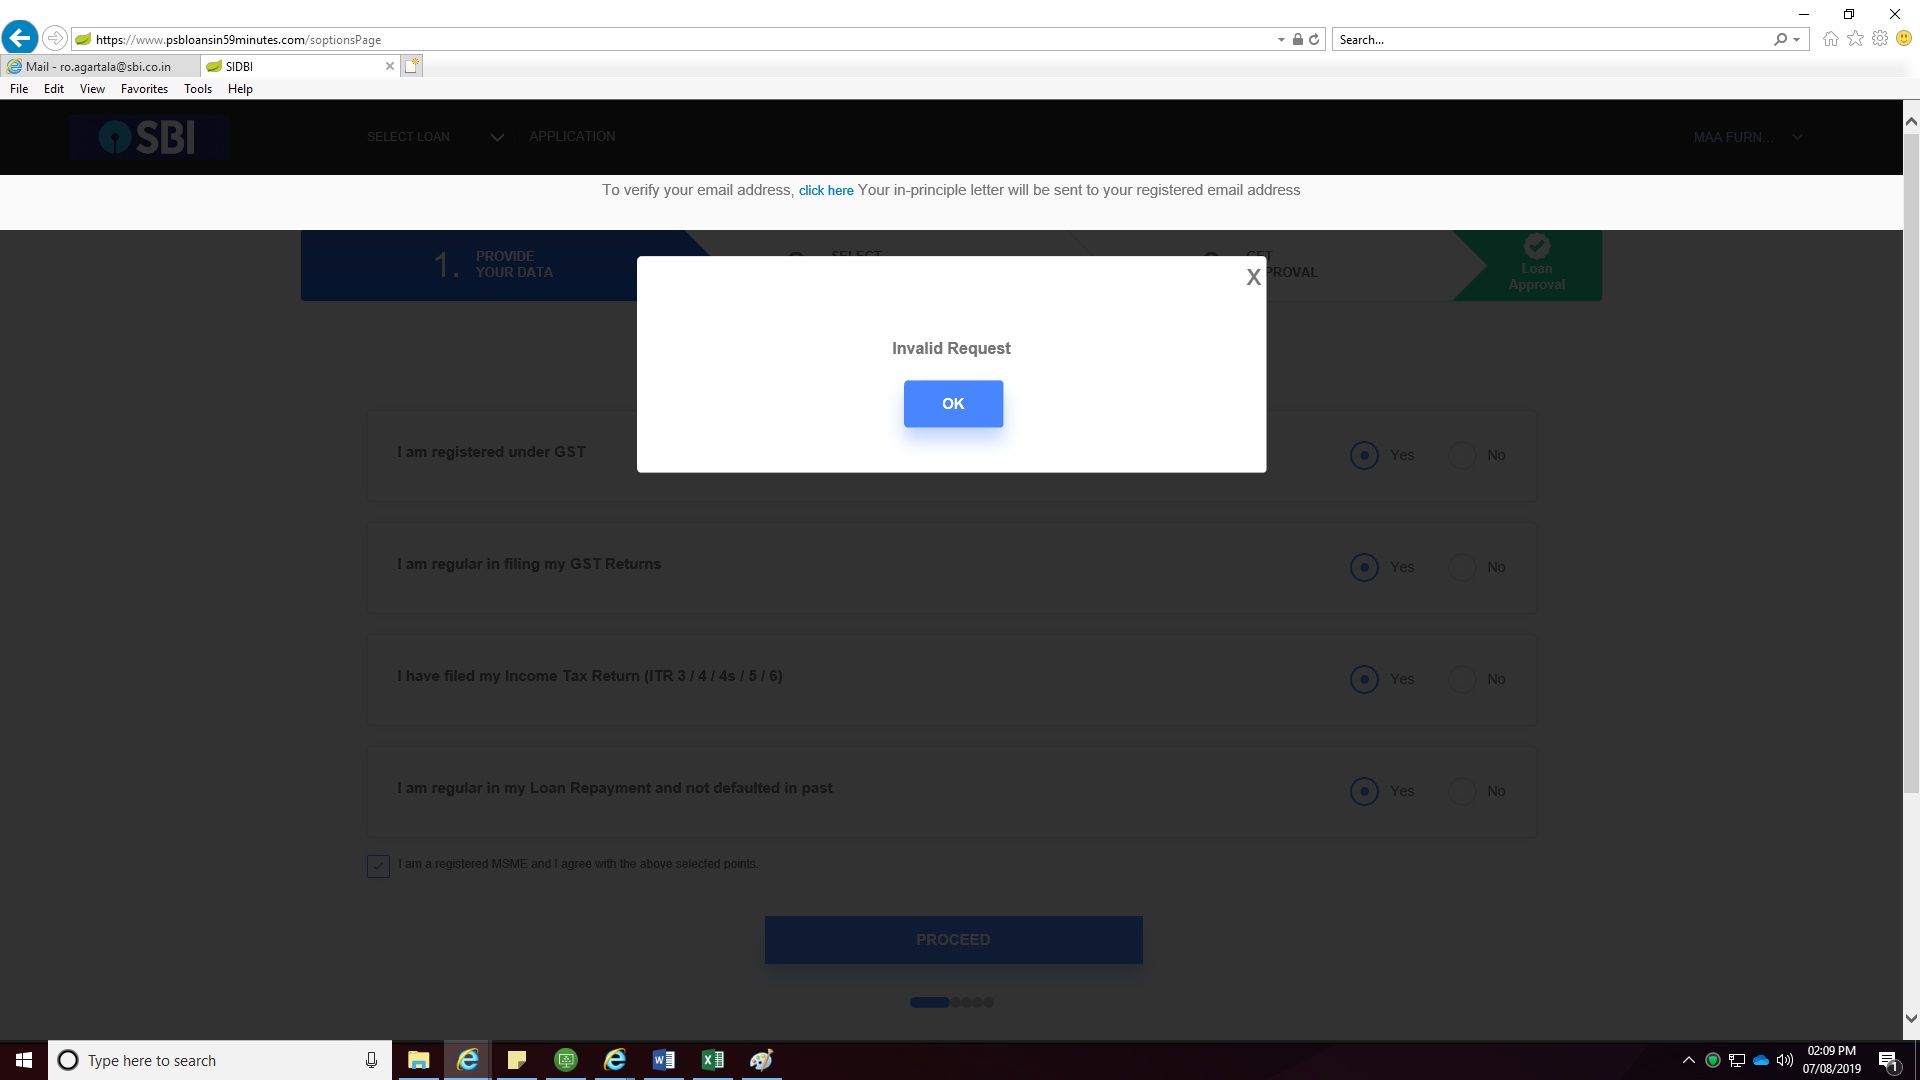 https://www.psbloansin59minutes.com/soptionsPage
Search...
Mail - ro.agartala@sbi.co.in
SIDBI
File Edit View Favorites Tools Help
SBI
SELECT LOAN
APPLICATION
MAA FURN...
To verify your email address, click here Your in-principle letter will be sent to your registered email address
1. PROVIDE
YOUR DATA
SELECT
GET
PROVAL
Loan
Approval
X
Invalid Request
OK
I am registered under GST
Yes No
I am regular in filing my GST Returns
Yes No
I have filed my Income Tax Return (ITR 3 / 4 / 4s / 5 / 6)
Yes No
I am regular in my Loan Repayment and not defaulted in past
Yes No
I am a registered MSME and I agree with the above selected points.
PROCEED
Type here to search
02:09 PM
07/08/2019
1